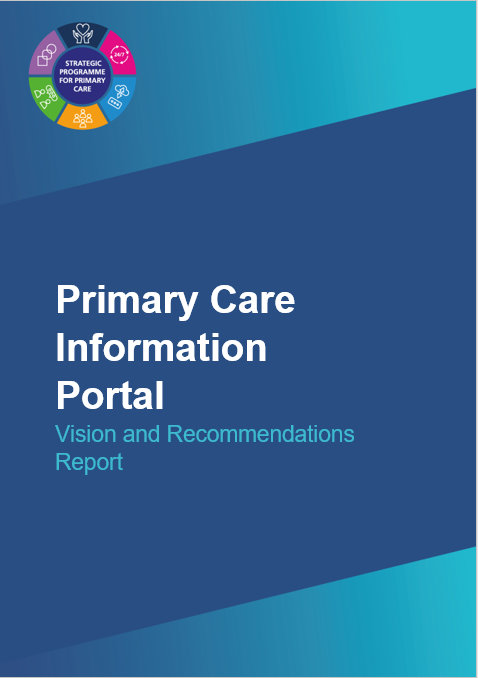 STRATEGIC
PROGRAMME
FOR PRIMARY
CARE
24/7
Primary Care
Information
Portal
Vision and Recommendations
Report